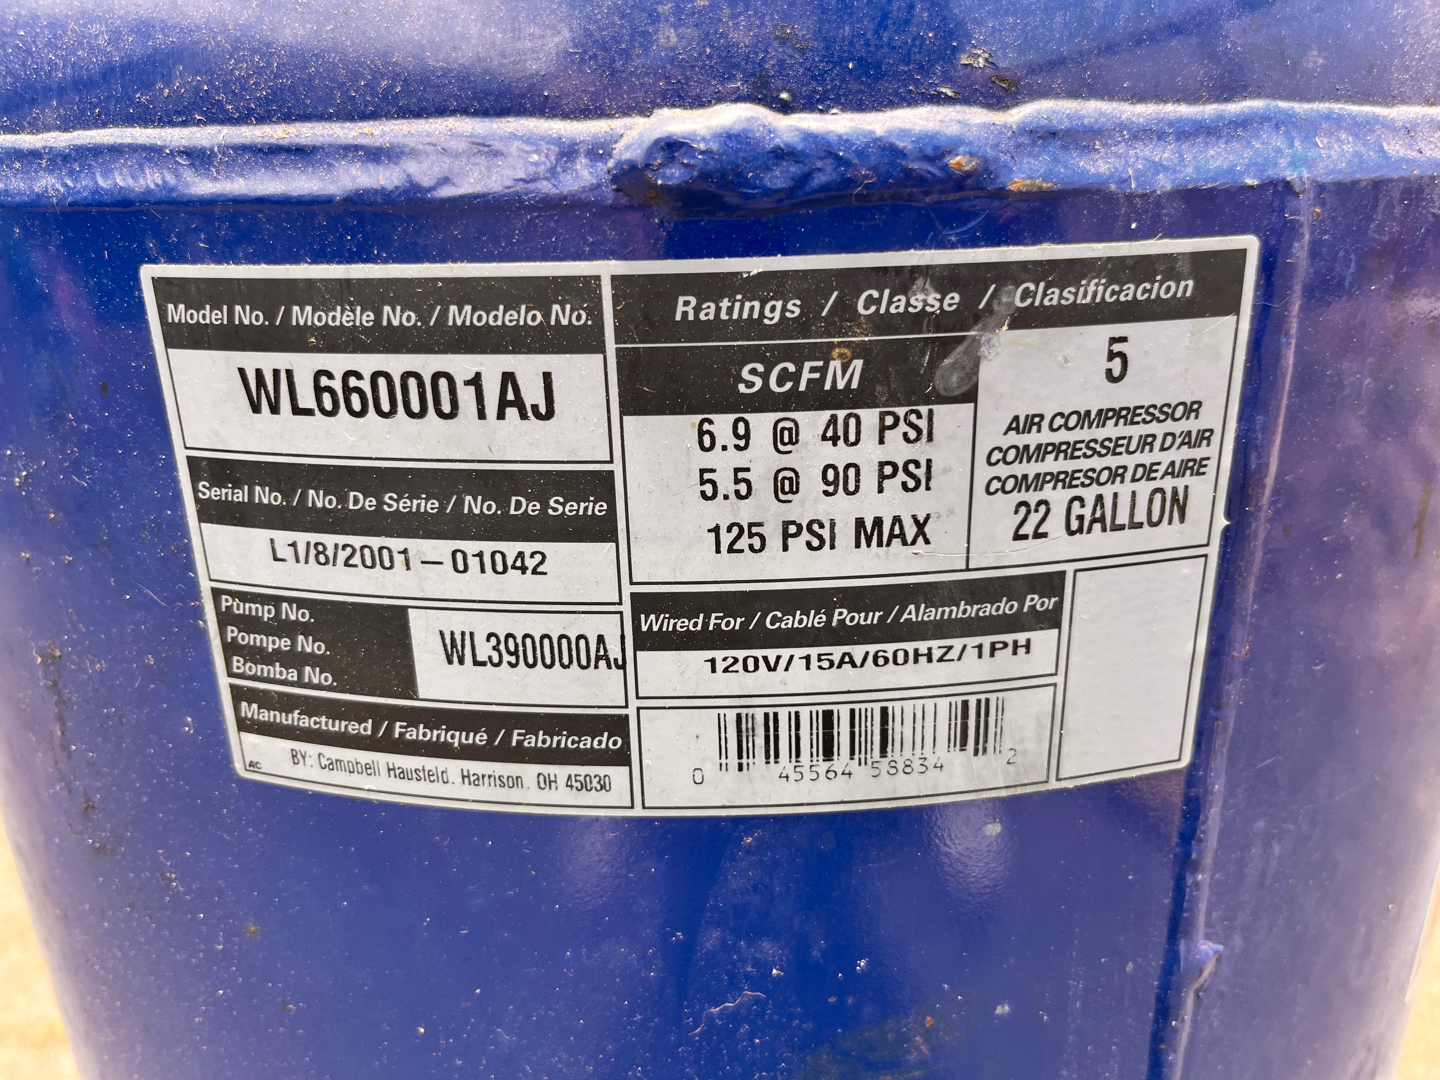 Model No. / Modèle No. / Modelo No.
WL660001AJ
Serial No. / No. De Série / No. De Serie
L1/8/2001-01042
Pump No.
Pompe No.
Bomba No.
WL390000AJ
Manufactured / Fabriqué / Fabricado
AC
BY: Campbell Hausfeld. Harrison. OH 45030
Ratings / Classe / Clasificacion
SCFM
6.9 @ 40 PSI
5.5 @ 90 PSI
125 PSI MAX
5
AIR COMPRESSOR
COMPRESSEUR D'AIR
COMPRESOR DE AIRE
22 GALLON
Wired For / Cablé Pour / Alambrado Por
120V/15A/60HZ/1PH
0 45564 58834 2